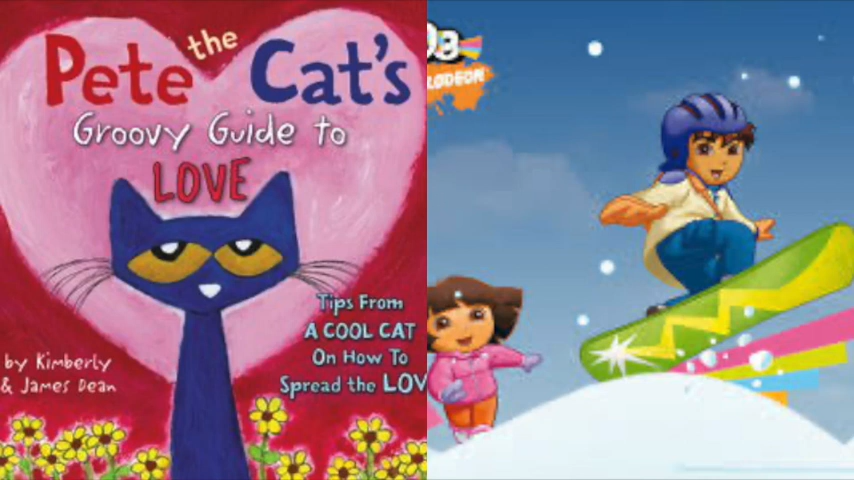 Pete the Cat's
Groovy Guide to
LOVE
Tips From
A COOL CAT
On How To
Spread the LOV
by Kimberly
& James Dean